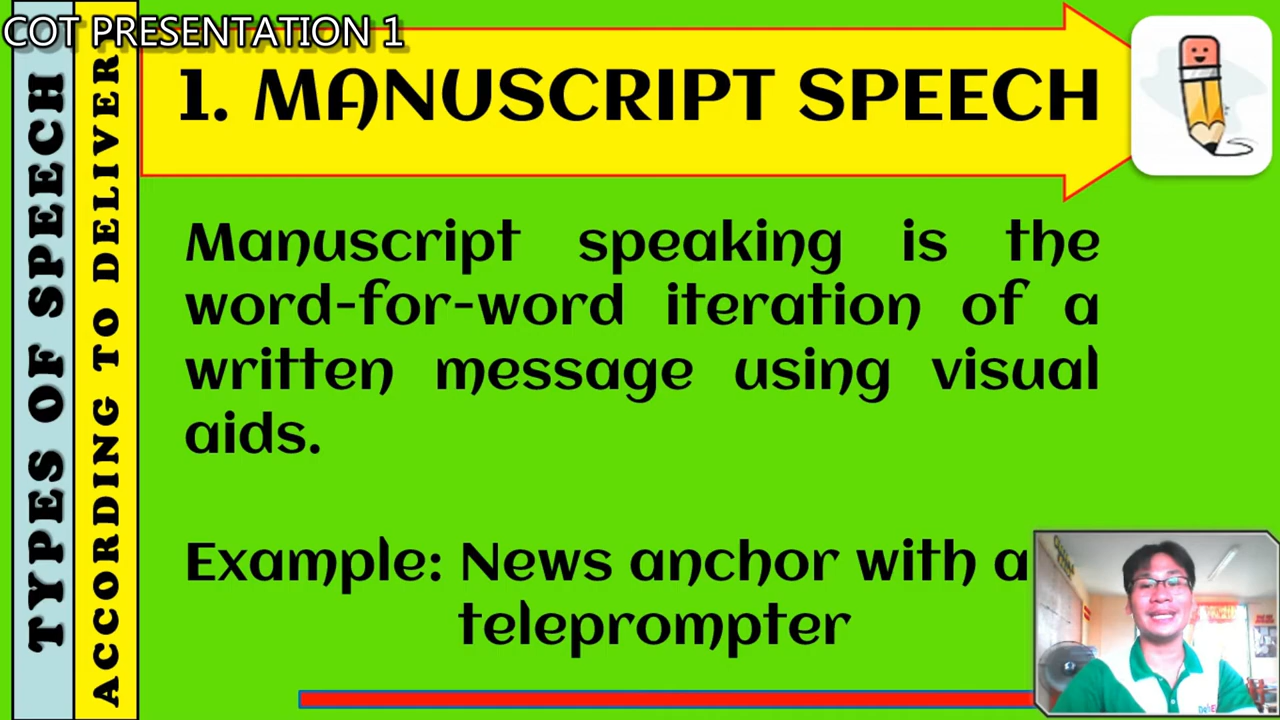 COT PRESENTATION 1
TYPES OF SPEECH
ACCORDING TO DELIVERY
1. MANUSCRIPT SPEECH
Manuscript speaking is the
word-for-word iteration of a
written message using visual
aids.
Example: News anchor with a
teleprompter